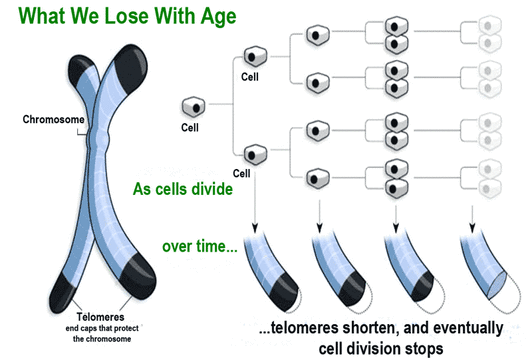 What We Lose With Age
Chromosome
Cell
Cell
Cell
As cells divide
over time...
Telomeres
end caps that protect
the chromosome
...telomeres shorten, and eventually
cell division stops